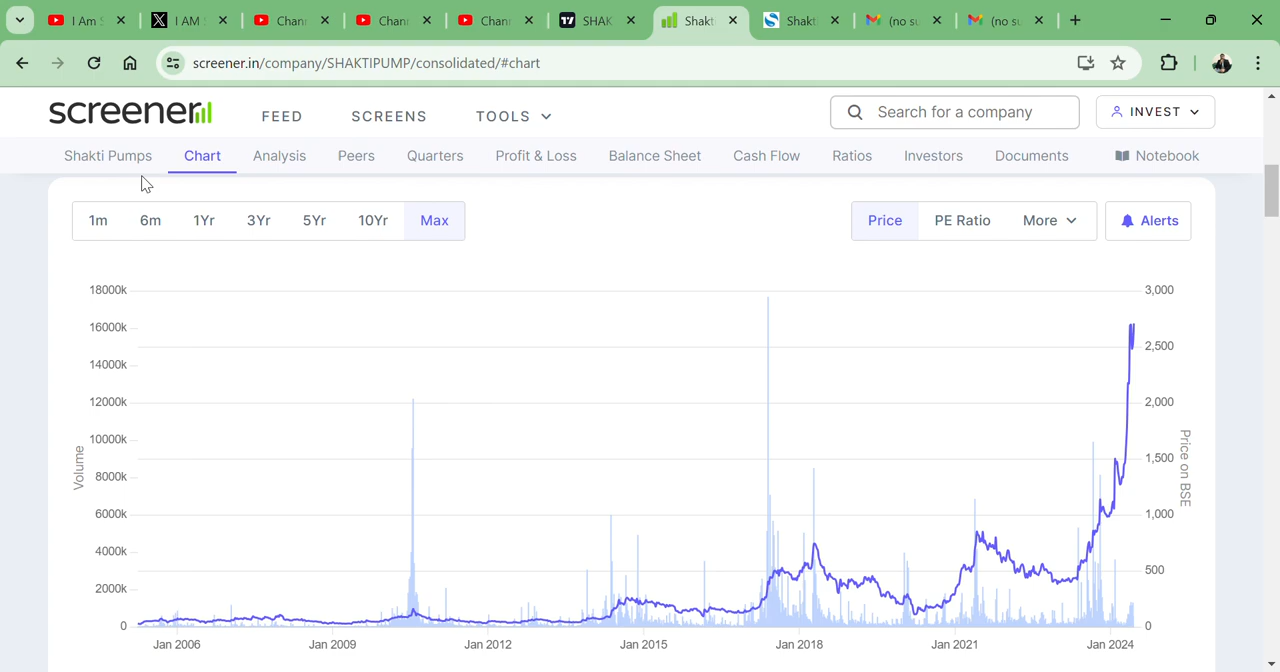 I Am
I AM
Chann
Chann
Chann
SHAK
Shakt
Shakt
(no su
(no su
screener.in/company/SHAKTIPUMP/consolidated/#chart
screener
FEED
SCREENS
TOOLS
Search for a company
INVEST
Shakti Pumps
Chart
Analysis
Peers
Quarters
Profit & Loss
Balance Sheet
Cash Flow
Ratios
Investors
Documents
Notebook
1m
6m
1Yr
3Yr
5Yr
10Yr
Max
Price
PE Ratio
More
Alerts
18000k
16000k
14000k
12000k
10000k
8000k
6000k
4000k
2000k
0
Volume
3,000
2,500
2,000
1,500
1,000
500
0
Price on BSE
Jan 2006
Jan 2009
Jan 2012
Jan 2015
Jan 2018
Jan 2021
Jan 2024